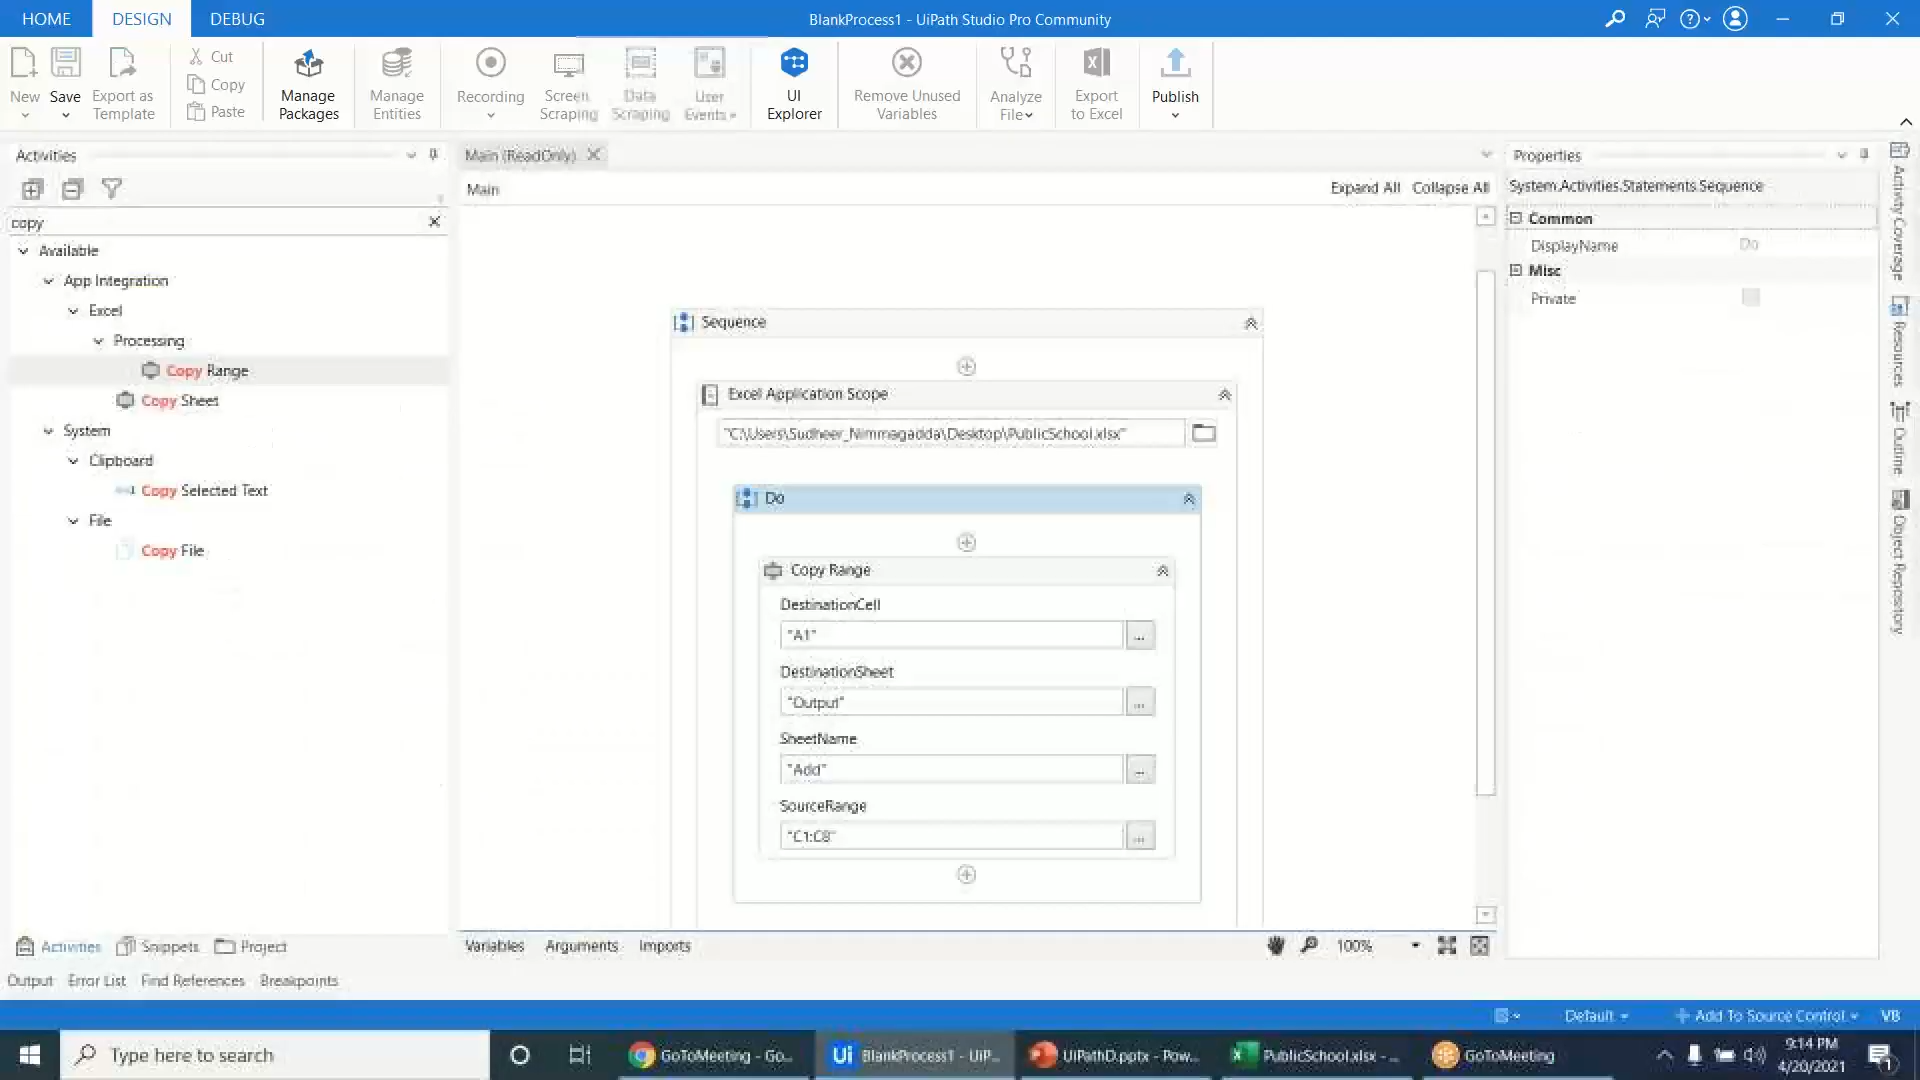 HOME DESIGN DEBUG
BlankProcess1 - UiPath Studio Pro Community
New Save Export as Template
Cut
Copy
Paste
Manage Packages
Manage Entities
Recording
Screen Scraping
Data Scraping
User Events
UI Explorer
Remove Unused Variables
Analyze File
Export to Excel
Publish
Activities
copy
Available
App Integration
Excel
Processing
Copy Range
Copy Sheet
System
Clipboard
Copy Selected Text
File
Copy File
Activities Snippets Project
Main (ReadOnly)
Main
Expand All Collapse All
Sequence
Excel Application Scope
"C:\Users\Sudheer_Nimmagadda\Desktop\PublicSchool.xlsx"
Do
Copy Range
DestinationCell
"A1"
...
DestinationSheet
"Output"
...
SheetName
"Add"
...
SourceRange
"C1:C8"
...
Variables Arguments Imports
100%
Properties
System.Activities.Statements.Sequence
Common
DisplayName Do
Misc
Private
Activity Coverage
Resources
Outline
Object Repository
Output Error List Find References Breakpoints
Default
Add To Source Control
VB
Type here to search
GoToMeeting - Go...
Ui BlankProcess1 - UiP...
UiPathD.pptx - Pow...
PublicSchool.xlsx - ...
GoToMeeting
9:14 PM
4/20/2021
1